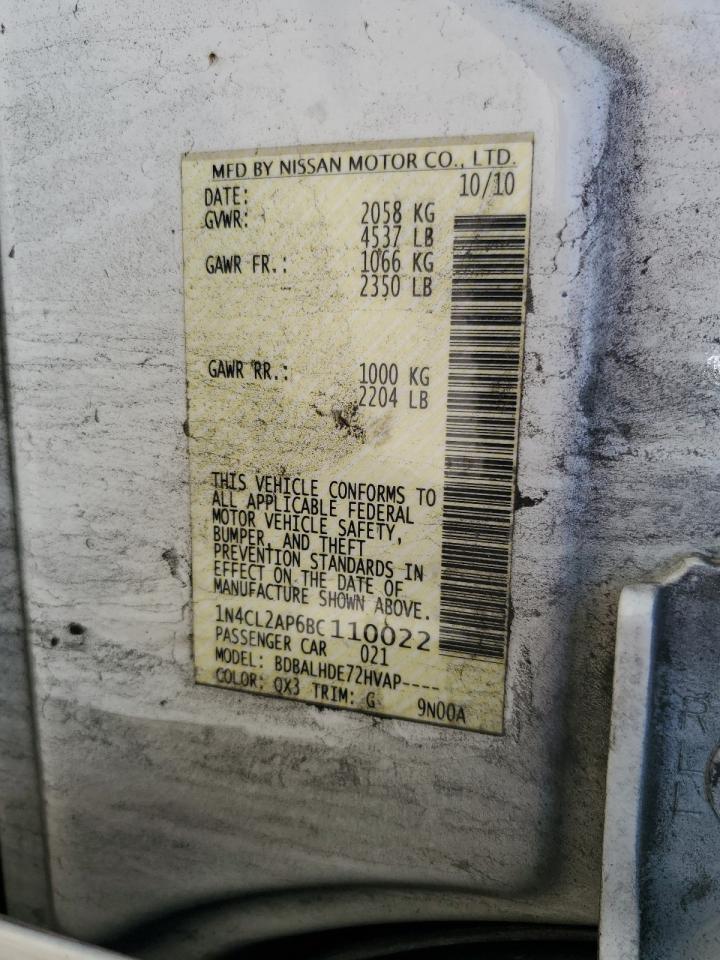 MFD BY NISSAN MOTOR CO., LTD.
DATE: 10/10
GVWR: 2058 KG
4537 LB
GAWR FR.: 1066 KG
2350 LB
GAWR RR.: 1000 KG
2204 LB
THIS VEHICLE CONFORMS TO
ALL APPLICABLE FEDERAL
MOTOR VEHICLE SAFETY,
BUMPER, AND THEFT
PREVENTION STANDARDS IN
EFFECT ON THE DATE OF
MANUFACTURE SHOWN ABOVE.
1N4CL2AP6BC110022
PASSENGER CAR 021
MODEL: BDBALHDE72HVAP----
COLOR: QX3 TRIM: G 9N00A